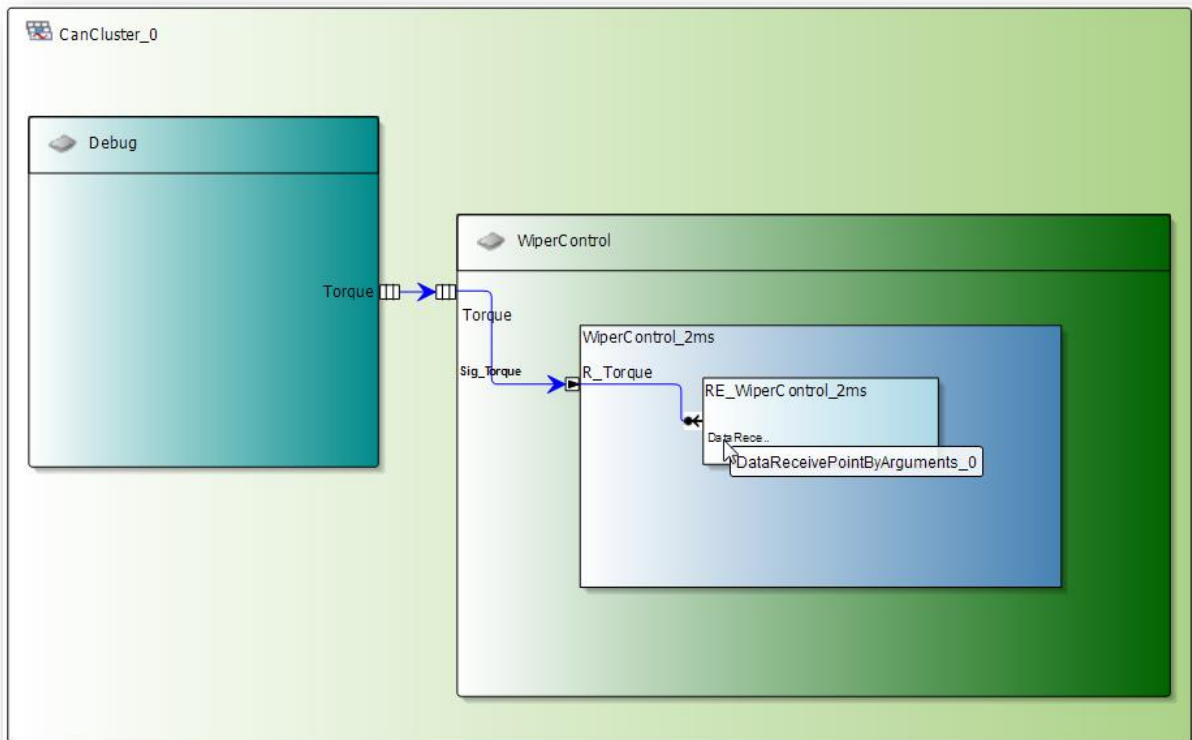 CanCluster_0
Debug
WiperControl
Torque
Torque
WiperControl_2ms
Sig_Torque
R_Torque
RE_WiperControl_2ms
DataRece..
DataReceivePointByArguments_0